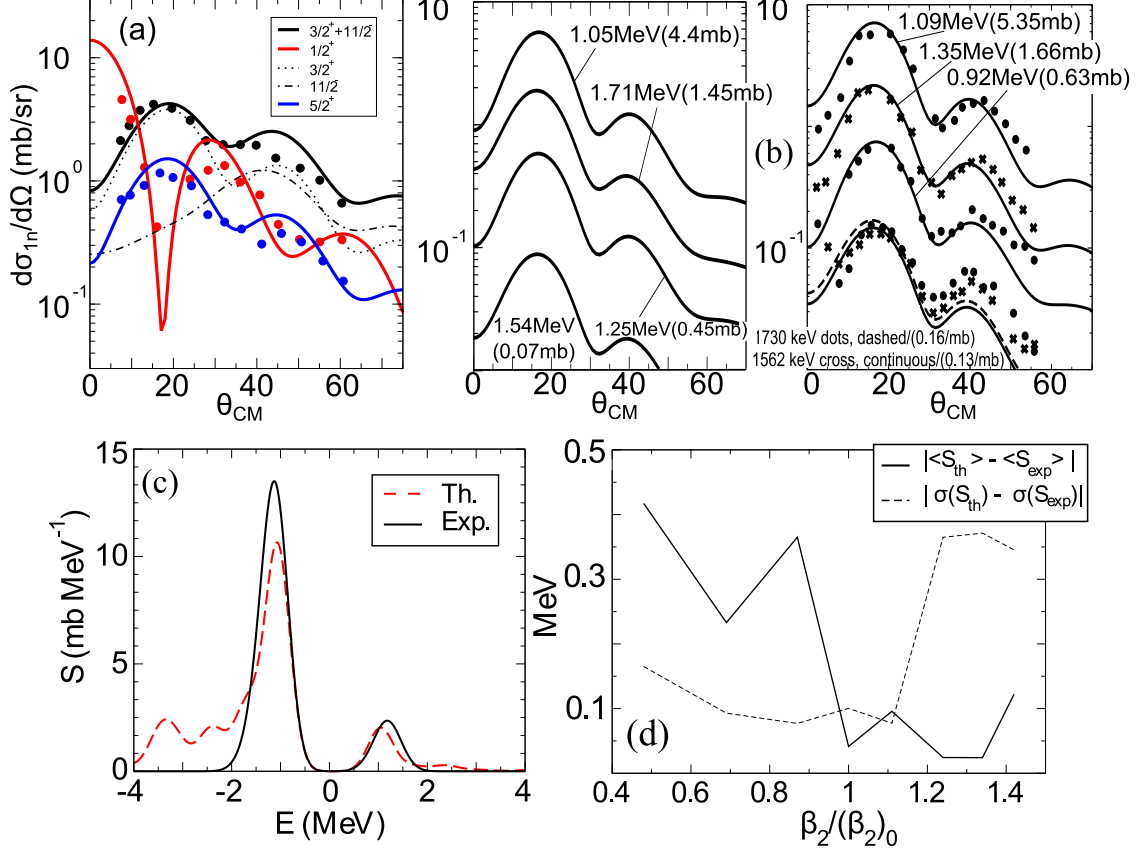 (a)
3/2⁺+11/2⁻
1/2⁺
3/2⁺
11/2⁻
5/2⁺
10¹
10⁰
10⁻¹
dσ₁ₙ/dΩ (mb/sr)
0 20 40 60
θCM
10⁰
10⁻¹
1.05MeV(4.4mb)
1.71MeV(1.45mb)
1.54MeV
(0.07mb)
1.25MeV(0.45mb)
0 20 40 60
θCM
10⁰
10⁻¹
1.09MeV(5.35mb)
1.35MeV(1.66mb)
0.92MeV(0.63mb)
(b)
1730 keV dots, dashed/(0.16/mb)
1562 keV cross, continuous/(0.13/mb)
0 20 40 60
θCM
(c)
Th.
Exp.
15
10
5
0
S (mb MeV⁻¹)
-4 -2 0 2 4
E (MeV)
|<Sth> - <Sexp> |
| σ(Sth) - σ(Sexp)|
0.5
0.3
0.1
MeV
(d)
0.4 0.6 0.8 1 1.2 1.4
β₂/(β₂)₀